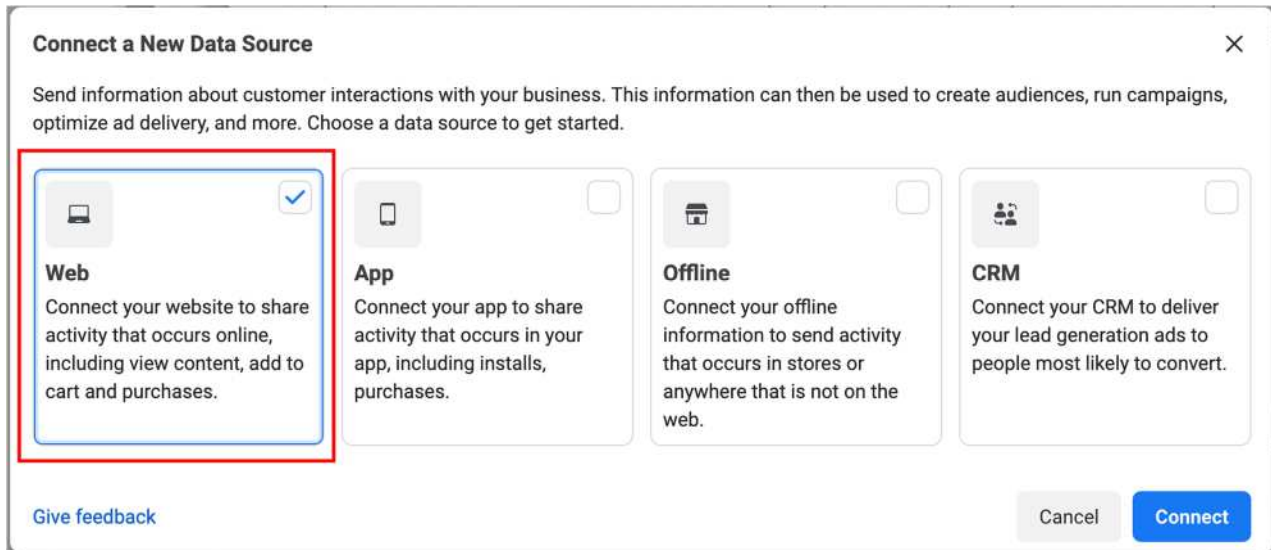 Connect a New Data Source
Send information about customer interactions with your business. This information can then be used to create audiences, run campaigns,
optimize ad delivery, and more. Choose a data source to get started.
Web
Connect your website to share
activity that occurs online,
including view content, add to
cart and purchases.
App
Connect your app to share
activity that occurs in your
app, including installs,
purchases.
Offline
Connect your offline
information to send activity
that occurs in stores or
anywhere that is not on the
web.
CRM
Connect your CRM to deliver
your lead generation ads to
people most likely to convert.
Give feedback
Cancel
Connect